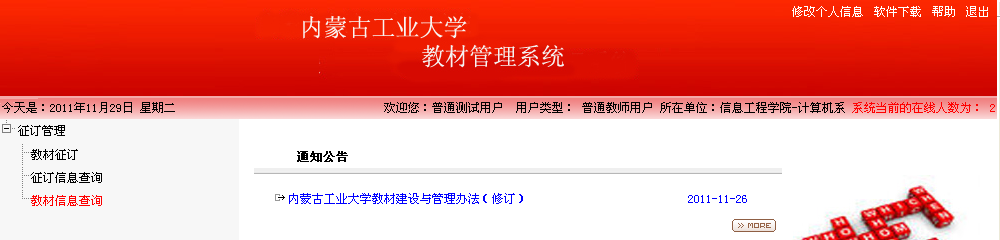 修改个人信息 软件下载 帮助 退出
内蒙古工业大学
教材管理系统
今天是：2011年11月29日 星期二 欢迎您：普通测试用户 用户类型： 普通教师用户 所在单位：信息工程学院-计算机系 系统当前的在线人数为： 2
征订管理
教材征订
征订信息查询
教材信息查询
通知公告
内蒙古工业大学教材建设与管理办法（修订） 2011-11-26
MORE